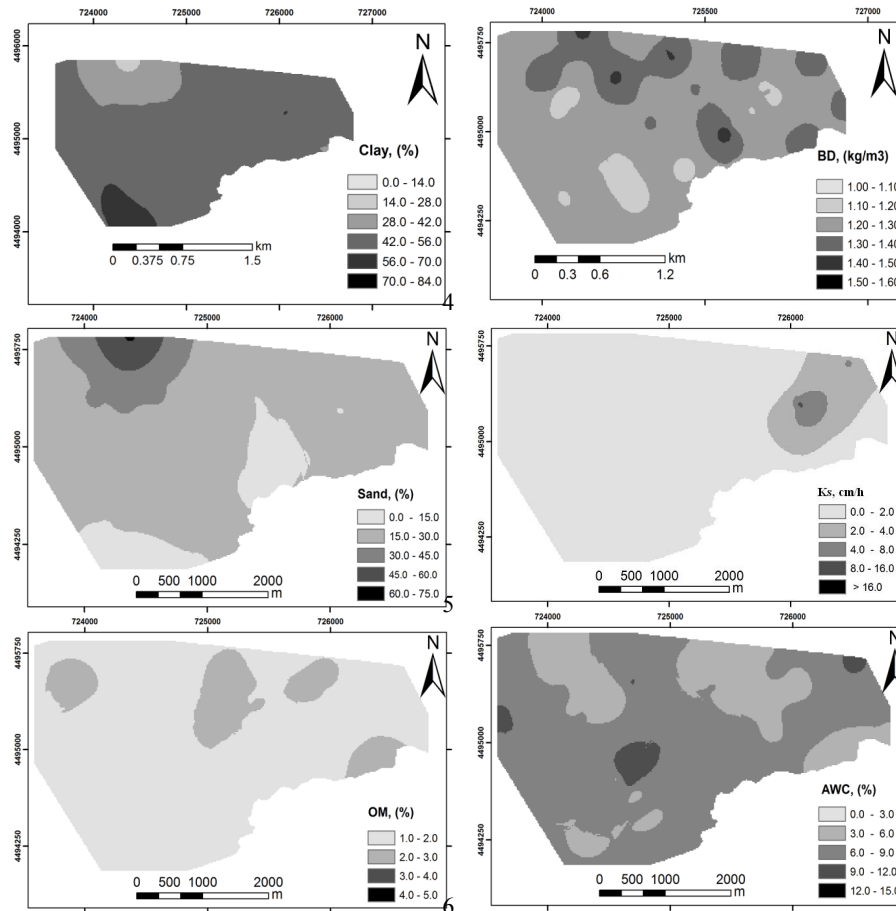 724000 725000 726000
4496000
4495000
4494000
N
Clay, (%)
0.0 - 14.0
14.0 - 28.0
28.0 - 42.0
42.0 - 56.0
56.0 - 70.0
70.0 - 84.0
km
0 0.375 0.75 1.5
4
724000 725500 727000
4495750
4495000
4494250
N
BD, (kg/m3)
1.00 - 1.10
1.10 - 1.20
1.20 - 1.30
1.30 - 1.40
1.40 - 1.50
1.50 - 1.60
km
0 0.3 0.6 1.2
724000 725000 726000
4495750
4495000
4494250
N
Sand, (%)
0.0 - 15.0
15.0 - 30.0
30.0 - 45.0
45.0 - 60.0
60.0 - 75.0
0 500 1000 2000
m
5
724000 725000 726000
4495750
4495000
4494250
N
Ks, cm/h
0.0 - 2.0
2.0 - 4.0
4.0 - 8.0
8.0 - 16.0
> 16.0
0 500 1000 2000
m
724000 725000 726000
4495750
4495000
4494250
N
OM, (%)
1.0 - 2.0
2.0 - 3.0
3.0 - 4.0
4.0 - 5.0
0 500 1000 2000
m
6
724000 725000 726000
4495750
4495000
4494250
N
AWC, (%)
0.0 - 3.0
3.0 - 6.0
6.0 - 9.0
9.0 - 12.0
12.0 - 15.0
0 500 1000 2000
m